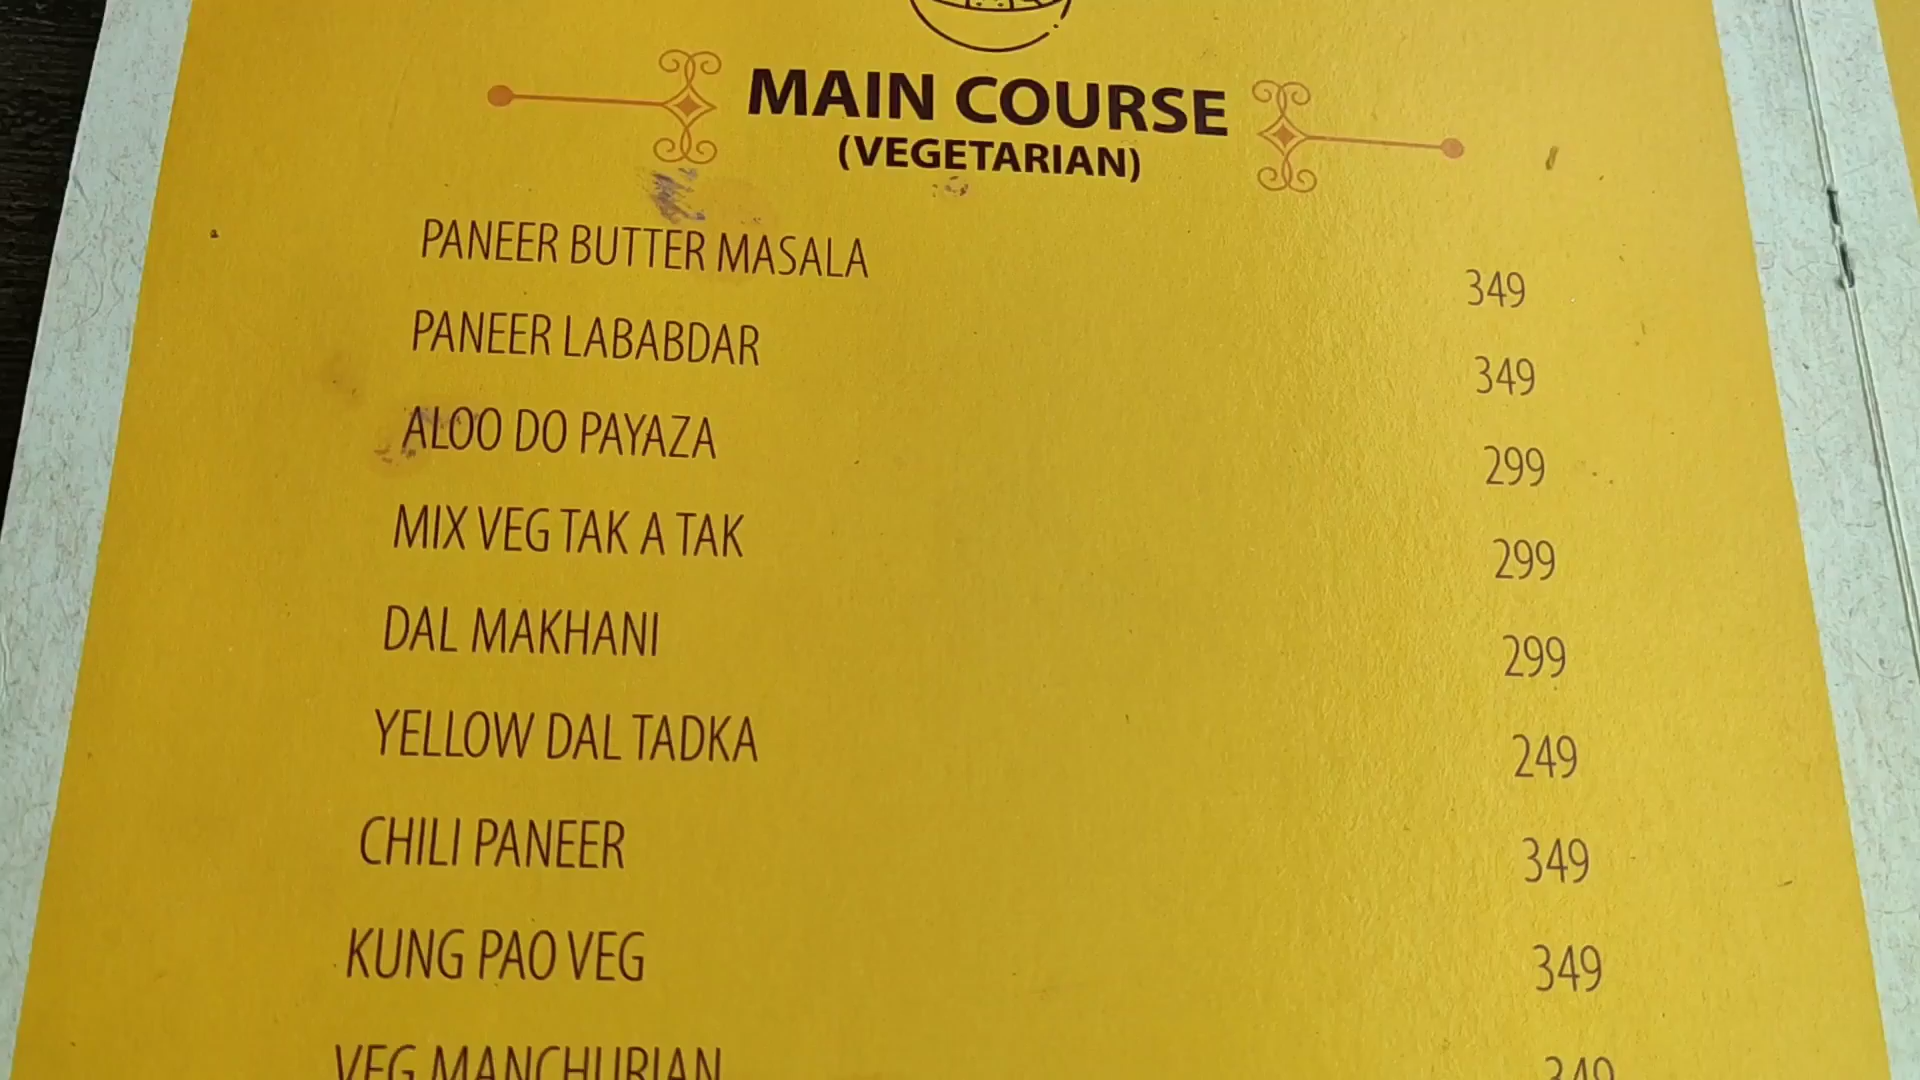 MAIN COURSE
(VEGETARIAN)
PANEER BUTTER MASALA 349
PANEER LABABDAR 349
ALOO DO PAYAZA 299
MIX VEG TAK A TAK 299
DAL MAKHANI 299
YELLOW DAL TADKA 249
CHILI PANEER 349
KUNG PAO VEG 349
VEG MANCHURIAN 349